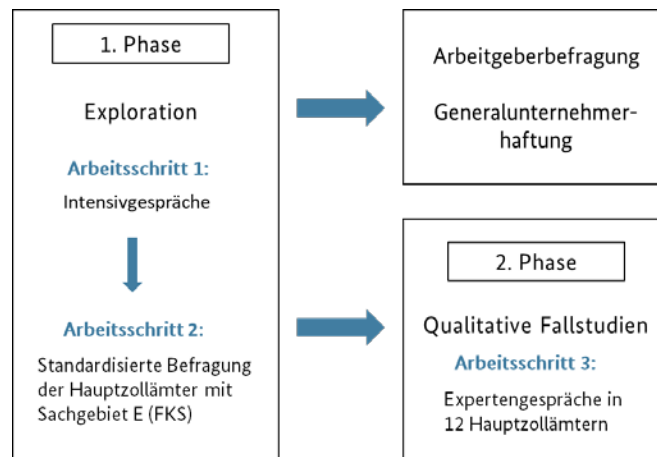 1. Phase
Exploration
Arbeitsschritt 1:
Intensivgespräche
Arbeitsschritt 2:
Standardisierte Befragung
der Hauptzollämter mit
Sachgebiet E (FKS)
Arbeitgeberbefragung
Generalunternehmer-
haftung
2. Phase
Qualitative Fallstudien
Arbeitsschritt 3:
Expertengespräche in
12 Hauptzollämtern